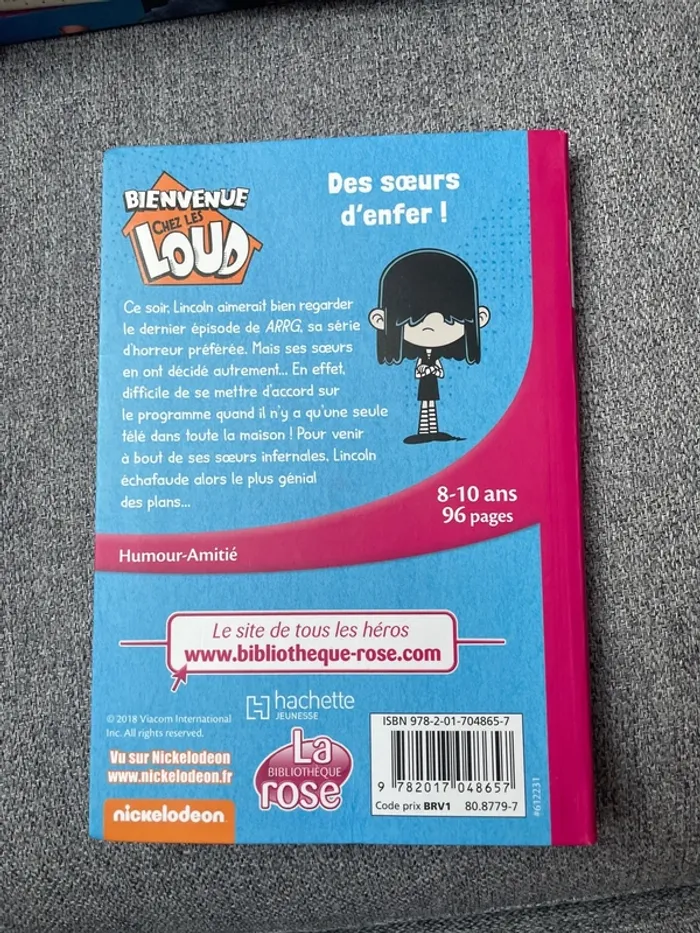 BIENVENUE
CHEZ LES
LOUD
Des sœurs
d'enfer !
Ce soir, Lincoln aimerait bien regarder
le dernier épisode de ARRG, sa série
d'horreur préférée. Mais ses sœurs
en ont décidé autrement... En effet,
difficile de se mettre d'accord sur
le programme quand il n'y a qu'une seule
télé dans toute la maison ! Pour venir
à bout de ses sœurs infernales, Lincoln
échafaude alors le plus génial
des plans...
8-10 ans
96 pages
Humour-Amitié
Le site de tous les héros
www.bibliotheque-rose.com
hachette
JEUNESSE
© 2018 Viacom International
Inc. All rights reserved.
Vu sur Nickelodeon
www.nickelodeon.fr
nickelodeon
La
BIBLIOTHÈQUE
rose
ISBN 978-2-01-704865-7
9 782017 048657
Code prix BRV1 80.8779-7
#612231